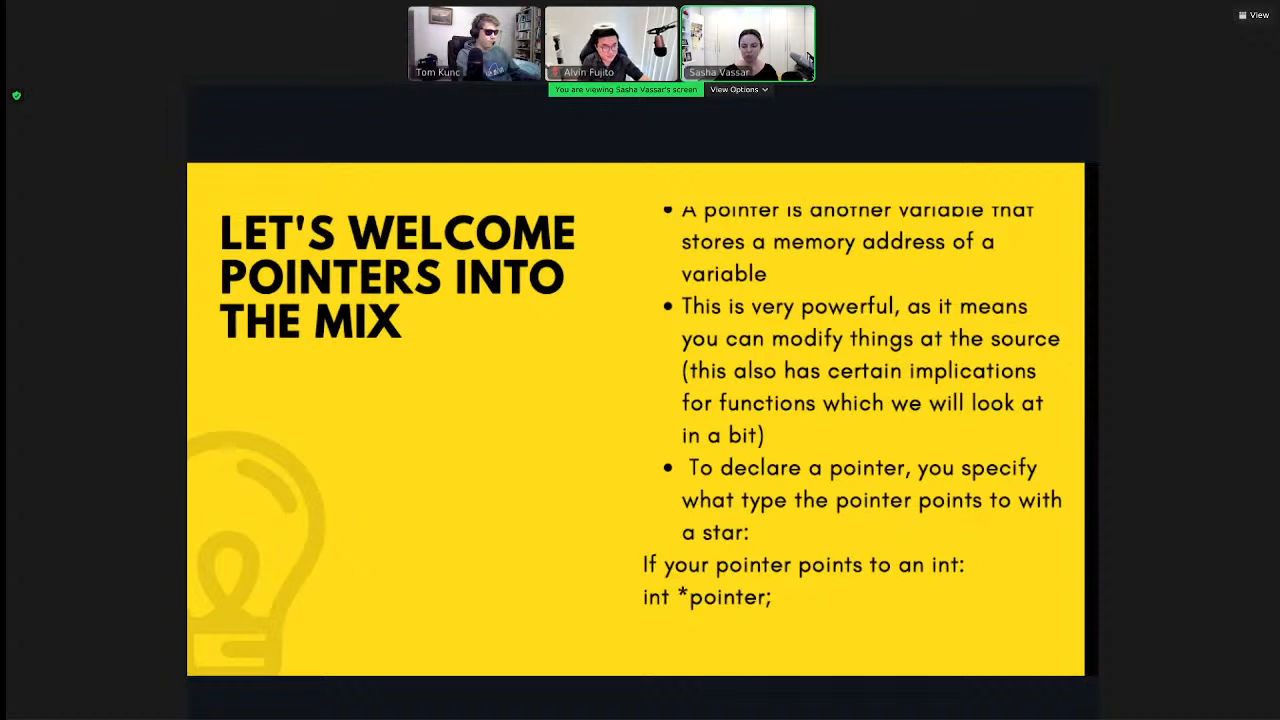 View
Tom Kunc
Alvin Fujito
Sasha Vassar
You are viewing Sasha Vassar's screen
View Options
LET'S WELCOME
POINTERS INTO
THE MIX
• A pointer is another variable that
stores a memory address of a
variable
• This is very powerful, as it means
you can modify things at the source
(this also has certain implications
for functions which we will look at
in a bit)
• To declare a pointer, you specify
what type the pointer points to with
a star:
If your pointer points to an int:
int *pointer;